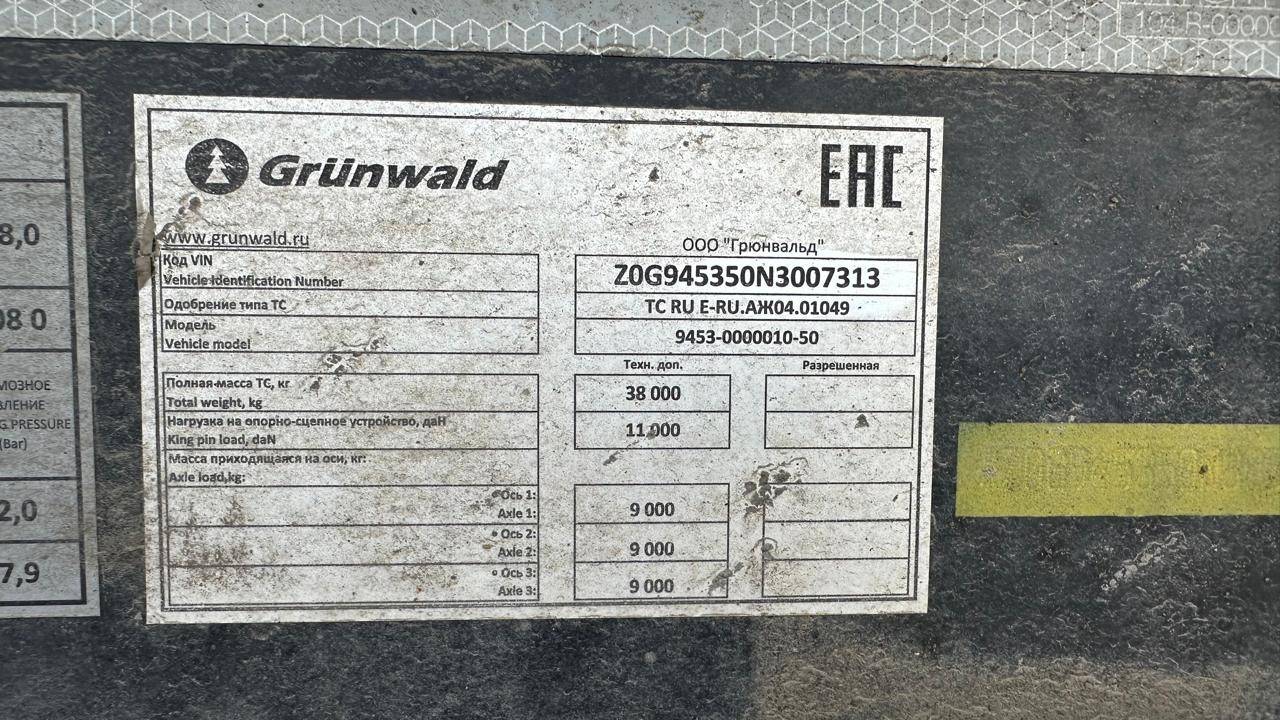 104 R-0000
8,0
08 0
МОЗНОЕ
ВЛЕНИЕ
G.PRESSURE
(Bar)
2,0
7,9
Grünwald
EAC
www.grunwald.ru
ООО "Грюнвальд"
Код VIN
Vehicle Identification Number
Z0G945350N3007313
Одобрение типа ТС
ТС RU E-RU.АЖ04.01049
Модель
Vehicle model
9453-0000010-50
Техн. доп.
Разрешенная
Полная масса ТС, кг
Total weight, kg
38 000
Нагрузка на опорно-сцепное устройство, даН
King pin load, daN
11 000
Масса приходящаяся на оси, кг:
Axle load,kg:
Ось 1:
Axle 1:
9 000
Ось 2:
Axle 2:
9 000
Ось 3:
Axle 3:
9 000